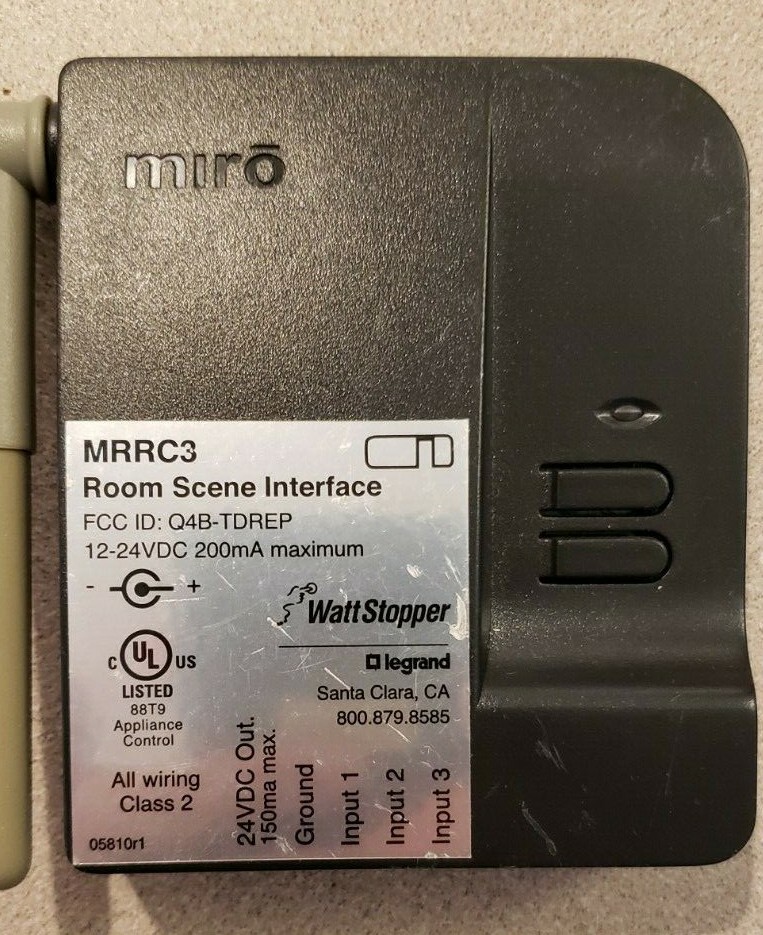 mirō
MRRC3
Room Scene Interface
FCC ID: Q4B-TDREP
12-24VDC 200mA maximum
- +
WattStopper
legrand
Santa Clara, CA
800.879.8585
C UL US
LISTED
88T9
Appliance
Control
All wiring
Class 2
05810r1
24VDC Out.
150ma max.
Ground
Input 1
Input 2
Input 3